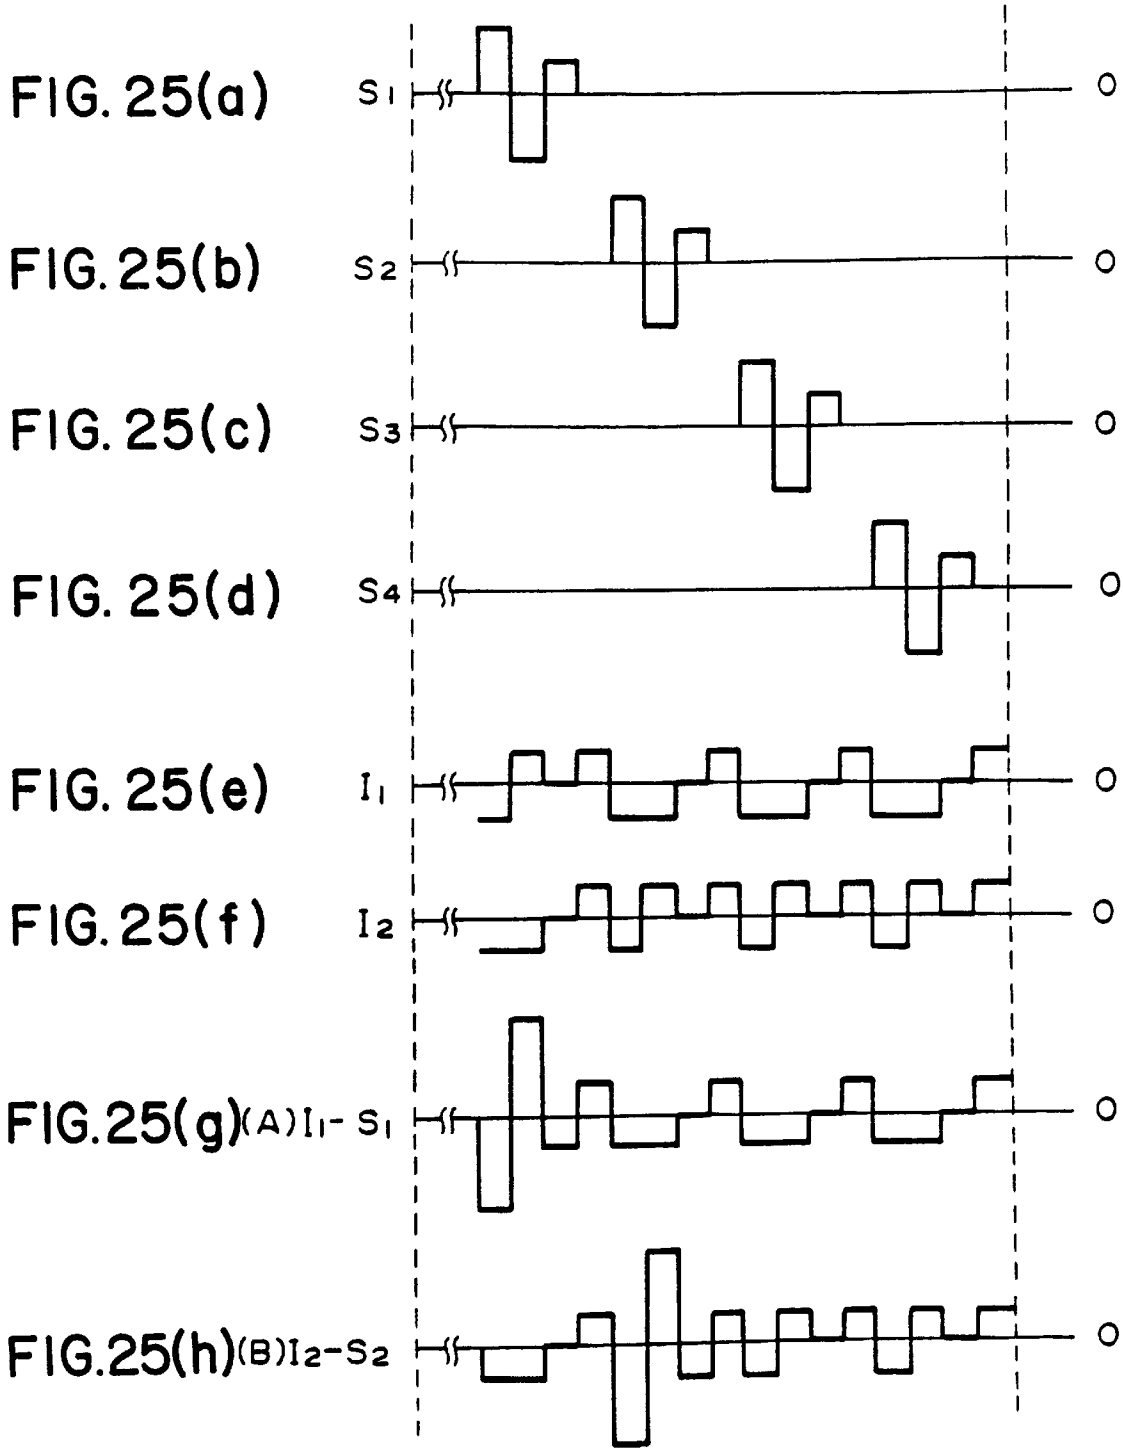 FIG. 25(a) S1 0
FIG. 25(b) S2 0
FIG. 25(c) S3 0
FIG. 25(d) S4 0
FIG. 25(e) I1 0
FIG. 25(f) I2 0
FIG. 25(g) (A) I1 - S1 0
FIG. 25(h) (B) I2 - S2 0